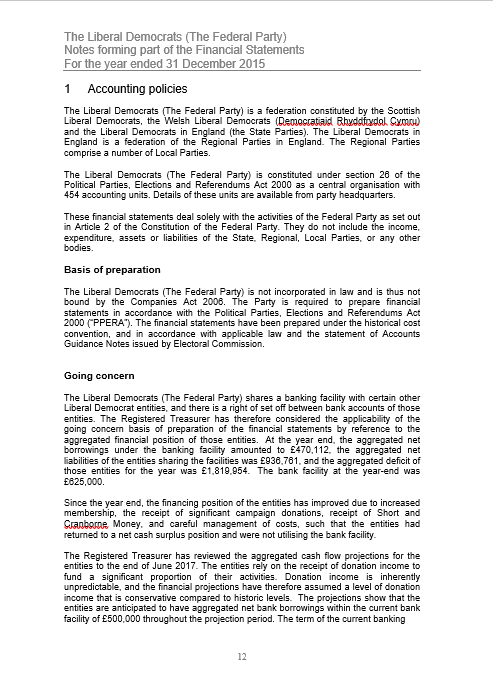 The Liberal Democrats (The Federal Party)
Notes forming part of the Financial Statements
For the year ended 31 December 2015
1 Accounting policies
The Liberal Democrats (The Federal Party) is a federation constituted by the Scottish
Liberal Democrats, the Welsh Liberal Democrats (Democratiaid Rhyddfrydol Cymru)
and the Liberal Democrats in England (the State Parties). The Liberal Democrats in
England is a federation of the Regional Parties in England. The Regional Parties
comprise a number of Local Parties.
The Liberal Democrats (The Federal Party) is constituted under section 26 of the
Political Parties, Elections and Referendums Act 2000 as a central organisation with
454 accounting units. Details of these units are available from party headquarters.
These financial statements deal solely with the activities of the Federal Party as set out
in Article 2 of the Constitution of the Federal Party. They do not include the income,
expenditure, assets or liabilities of the State, Regional, Local Parties, or any other
bodies.
Basis of preparation
The Liberal Democrats (The Federal Party) is not incorporated in law and is thus not
bound by the Companies Act 2006. The Party is required to prepare financial
statements in accordance with the Political Parties, Elections and Referendums Act
2000 ("PPERA"). The financial statements have been prepared under the historical cost
convention, and in accordance with applicable law and the statement of Accounts
Guidance Notes issued by Electoral Commission.
Going concern
The Liberal Democrats (The Federal Party) shares a banking facility with certain other
Liberal Democrat entities, and there is a right of set off between bank accounts of those
entities. The Registered Treasurer has therefore considered the applicability of the
going concern basis of preparation of the financial statements by reference to the
aggregated financial position of those entities. At the year end, the aggregated net
borrowings under the banking facility amounted to £470,112, the aggregated net
liabilities of the entities sharing the facilities was £936,761, and the aggregated deficit of
those entities for the year was £1,819,954. The bank facility at the year-end was
£625,000.
Since the year end, the financing position of the entities has improved due to increased
membership, the receipt of significant campaign donations, receipt of Short and
Cranborne Money, and careful management of costs, such that the entities had
returned to a net cash surplus position and were not utilising the bank facility.
The Registered Treasurer has reviewed the aggregated cash flow projections for the
entities to the end of June 2017. The entities rely on the receipt of donation income to
fund a significant proportion of their activities. Donation income is inherently
unpredictable, and the financial projections have therefore assumed a level of donation
income that is conservative compared to historic levels. The projections show that the
entities are anticipated to have aggregated net bank borrowings within the current bank
facility of £500,000 throughout the projection period. The term of the current banking
12